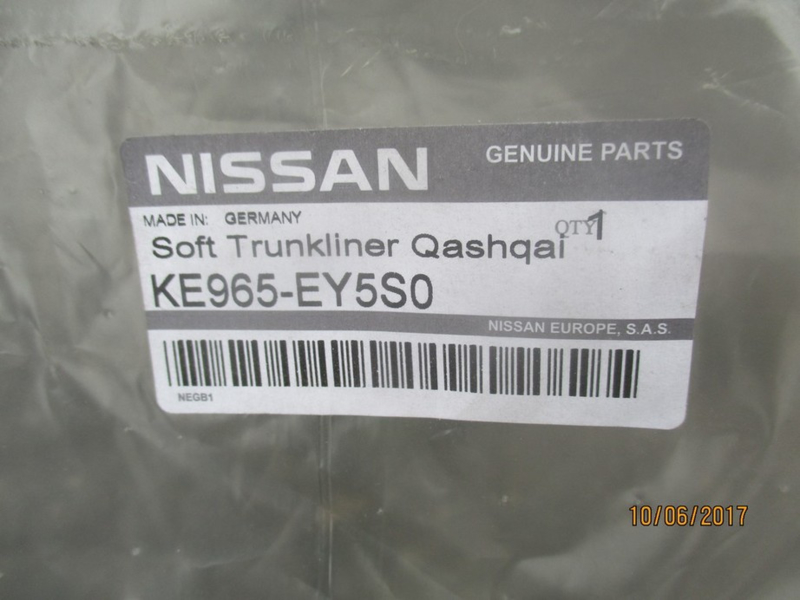 NISSAN
GENUINE PARTS
MADE IN: GERMANY
QTY 1
Soft Trunkliner Qashqai
KE965-EY5S0
NISSAN EUROPE, S.A.S.
NEGB1
10/06/2017